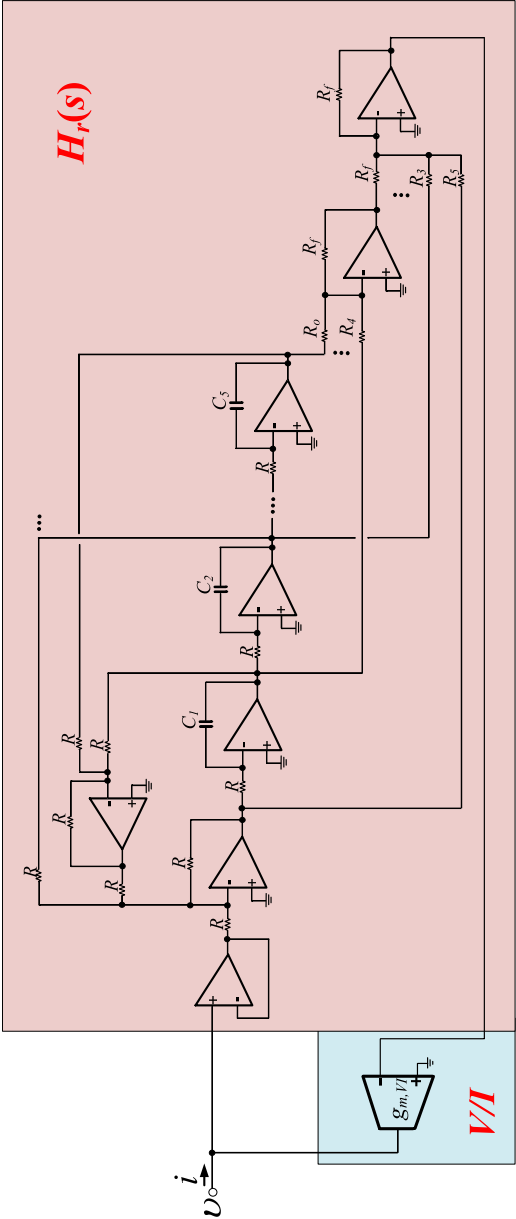 H_r(s)
R_f
R_f
R_3
R_5
R_f
R_o
R_4
...
...
C_5
R
...
...
C_2
R
C_1
R
R
R
R
R
R
R
R
g_m,VI
V/I
i
υ